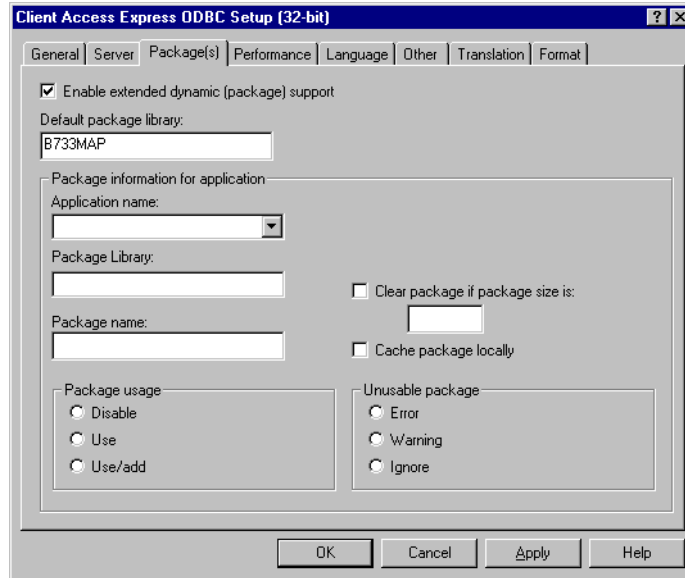 Client Access Express ODBC Setup (32-bit)
General Server Package(s) Performance Language Other Translation Format
Enable extended dynamic (package) support
Default package library:
B733MAP
Package information for application
Application name:
Package Library:
Clear package if package size is:
Package name:
Cache package locally
Package usage
Disable
Use
Use/add
Unusable package
Error
Warning
Ignore
OK Cancel Apply Help